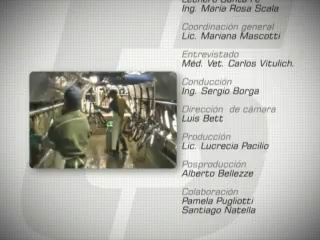 Ing. María Rosa Scala
Coordinación general
Lic. Mariana Mascotti
Entrevistado
Méd. Vet. Carlos Vitulich.
Conducción
Ing. Sergio Borga
Dirección de cámara
Luis Bett
Producción
Lic. Lucrecia Pacilio
Posproducción
Alberto Bellezze
Colaboración
Pamela Pugliotti
Santiago Natella